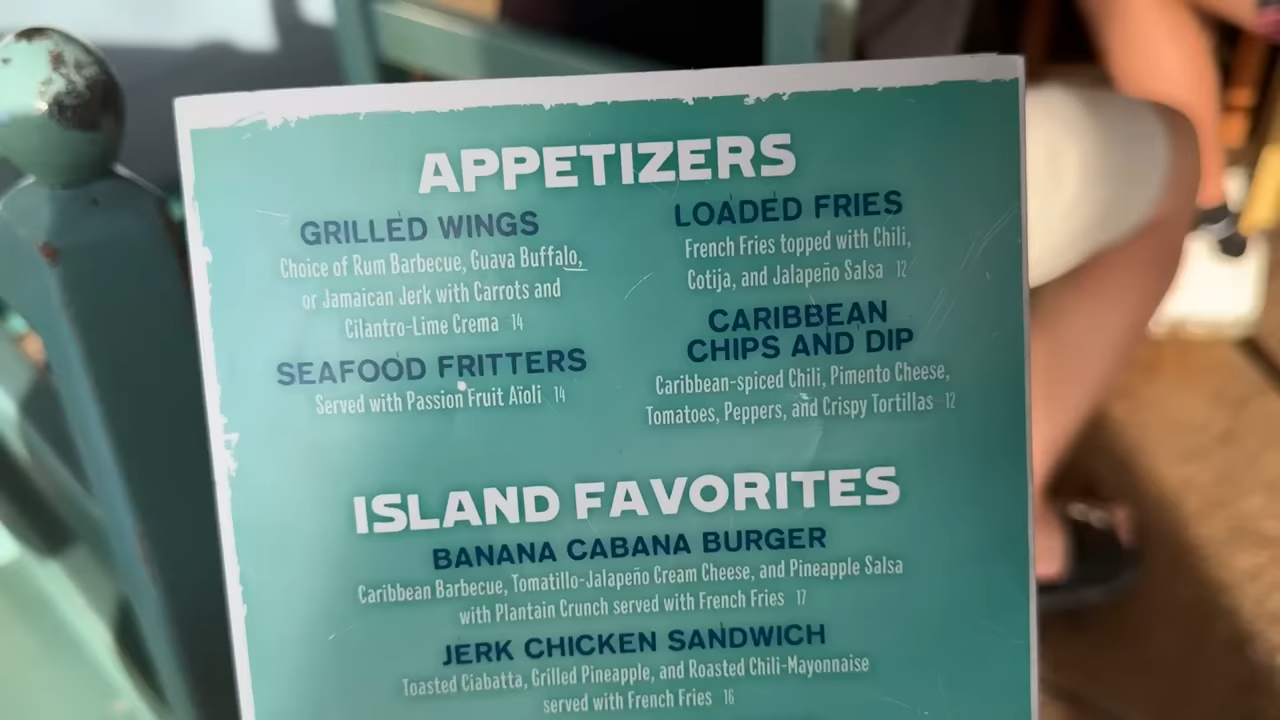 APPETIZERS
GRILLED WINGS
Choice of Rum Barbecue, Guava Buffalo,
or Jamaican Jerk with Carrots and
Cilantro-Lime Crema 14
SEAFOOD FRITTERS
Served with Passion Fruit Aïoli 14
LOADED FRIES
French Fries topped with Chili,
Cotija, and Jalapeño Salsa 12
CARIBBEAN
CHIPS AND DIP
Caribbean-spiced Chili, Pimento Cheese,
Tomatoes, Peppers, and Crispy Tortillas 12
ISLAND FAVORITES
BANANA CABANA BURGER
Caribbean Barbecue, Tomatillo-Jalapeño Cream Cheese, and Pineapple Salsa
with Plantain Crunch served with French Fries 17
JERK CHICKEN SANDWICH
Toasted Ciabatta, Grilled Pineapple, and Roasted Chili-Mayonnaise
served with French Fries 16